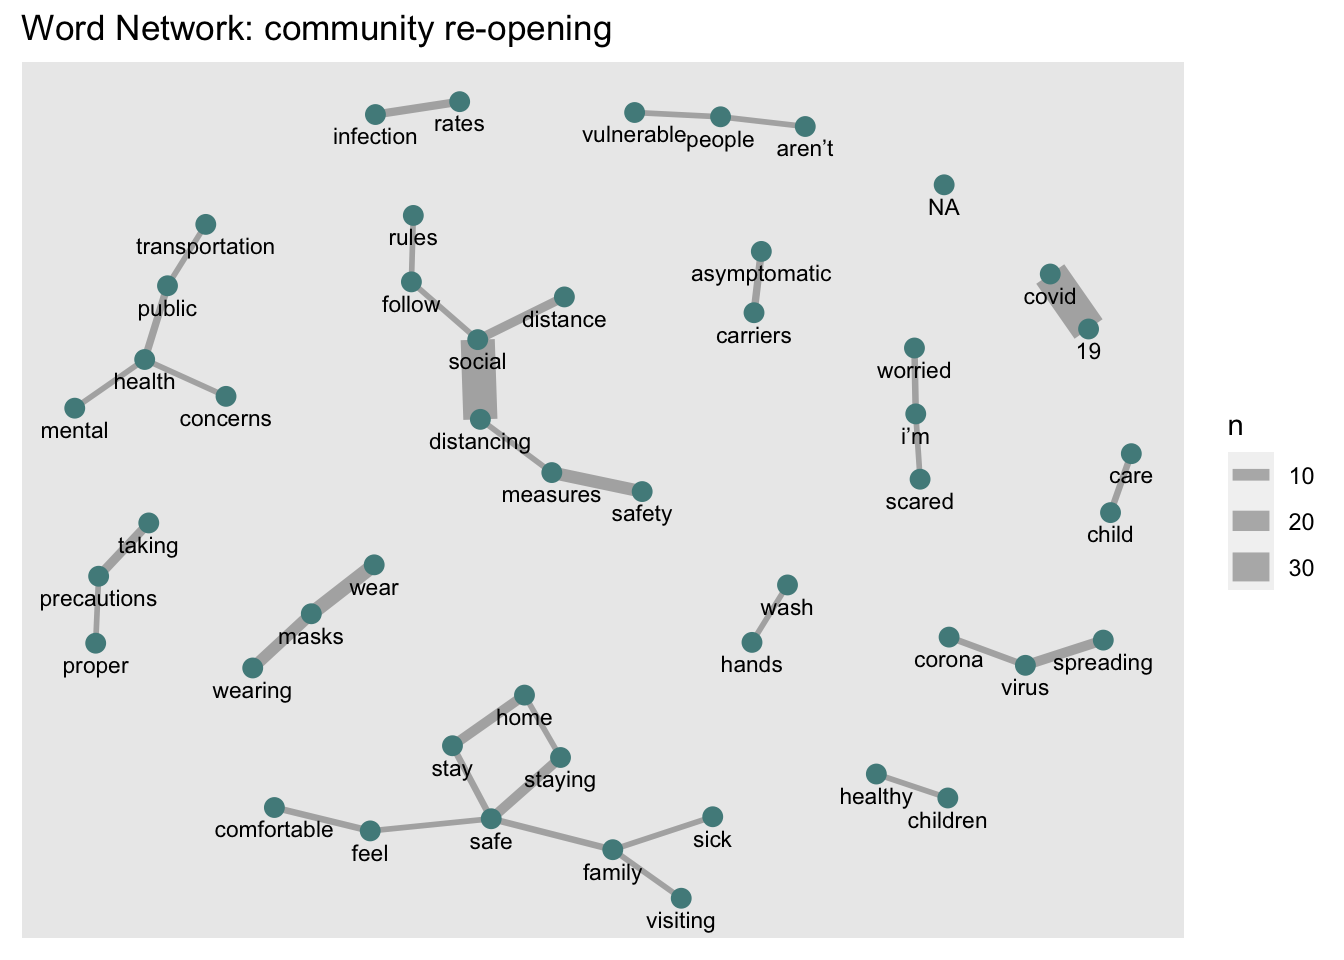 Word Network: community re-opening
infection
rates
vulnerable
people
aren’t
NA
transportation
rules
asymptomatic
covid
public
follow
distance
carriers
19
social
worried
health
mental
concerns
distancing
i’m
measures
safety
scared
care
child
n
10
20
30
taking
precautions
proper
wear
masks
wearing
wash
hands
corona
virus
spreading
home
stay
staying
healthy
children
comfortable
feel
safe
sick
family
visiting